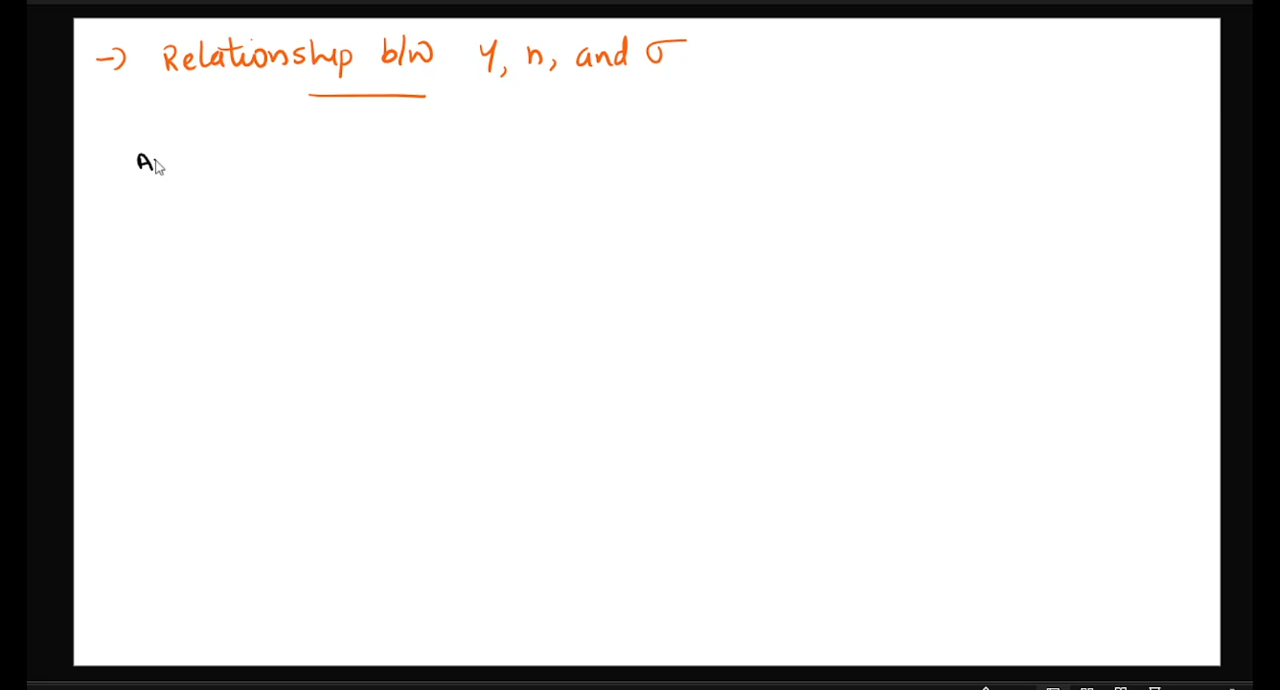 → Relationship b/w Y, n, and σ
A